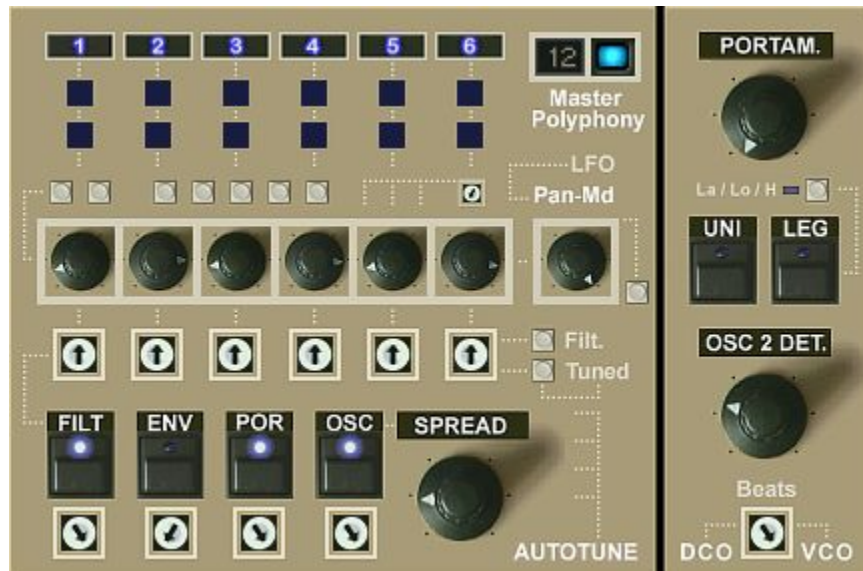 1 2 3 4 5 6
12
Master
Polyphony
LFO
Pan-Md
Filt.
Tuned
FILT ENV POR OSC SPREAD
AUTOTUNE
PORTAM.
La / Lo / H
UNI LEG
OSC 2 DET.
Beats
DCO VCO